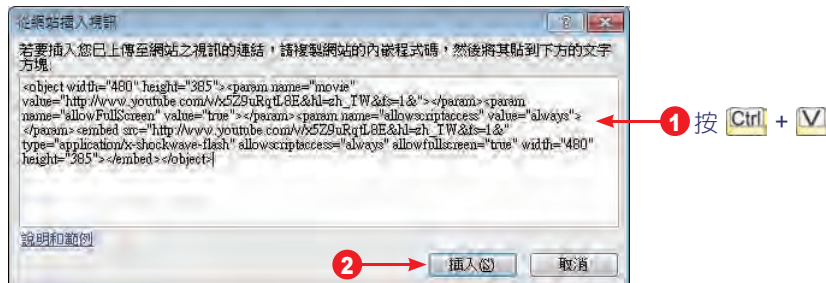 從網站插入視訊
若要插入您已上傳至網站之視訊的連結，請複製網站的內嵌程式碼，然後將其貼到下方的文字
方塊:
<object width="480" height="385"><param name="movie"
value="http://www.youtube.com/v/x5Z9uRqtL8E&hl=zh_TW&fs=1&"></param><param
name="allowFullScreen" value="true"></param><param name="allowscriptaccess" value="always">
</param><embed src="http://www.youtube.com/v/x5Z9uRqtL8E&hl=zh_TW&fs=1&"
type="application/x-shockwave-flash" allowscriptaccess="always" allowfullscreen="true" width="480"
height="385"></embed></object>
1 按 Ctrl + V
說明和範例
2 插入(S) 取消